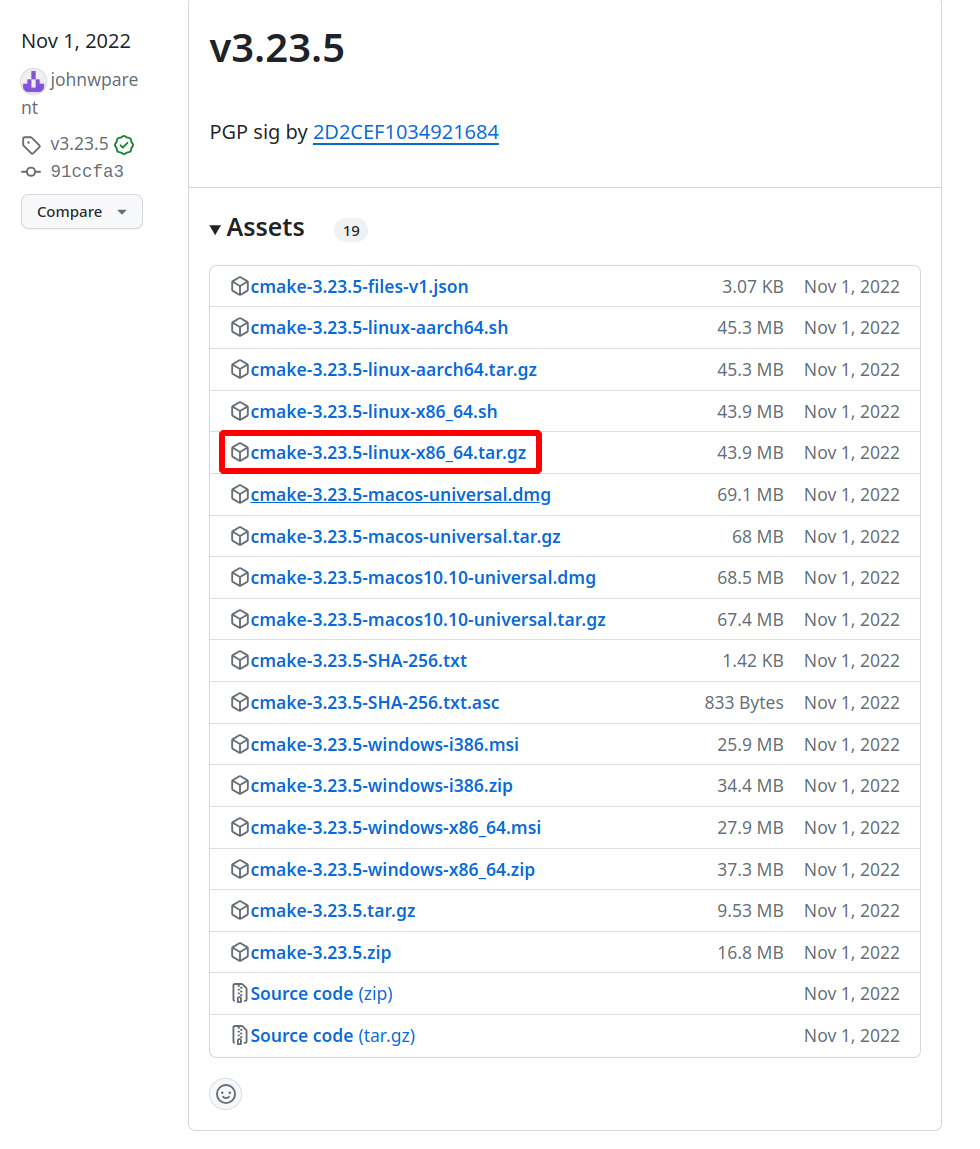 Nov 1, 2022
johnwpare
nt
v3.23.5
91ccfa3
Compare
v3.23.5
PGP sig by 2D2CEF1034921684
Assets 19
cmake-3.23.5-files-v1.json 3.07 KB Nov 1, 2022
cmake-3.23.5-linux-aarch64.sh 45.3 MB Nov 1, 2022
cmake-3.23.5-linux-aarch64.tar.gz 45.3 MB Nov 1, 2022
cmake-3.23.5-linux-x86_64.sh 43.9 MB Nov 1, 2022
cmake-3.23.5-linux-x86_64.tar.gz 43.9 MB Nov 1, 2022
cmake-3.23.5-macos-universal.dmg 69.1 MB Nov 1, 2022
cmake-3.23.5-macos-universal.tar.gz 68 MB Nov 1, 2022
cmake-3.23.5-macos10.10-universal.dmg 68.5 MB Nov 1, 2022
cmake-3.23.5-macos10.10-universal.tar.gz 67.4 MB Nov 1, 2022
cmake-3.23.5-SHA-256.txt 1.42 KB Nov 1, 2022
cmake-3.23.5-SHA-256.txt.asc 833 Bytes Nov 1, 2022
cmake-3.23.5-windows-i386.msi 25.9 MB Nov 1, 2022
cmake-3.23.5-windows-i386.zip 34.4 MB Nov 1, 2022
cmake-3.23.5-windows-x86_64.msi 27.9 MB Nov 1, 2022
cmake-3.23.5-windows-x86_64.zip 37.3 MB Nov 1, 2022
cmake-3.23.5.tar.gz 9.53 MB Nov 1, 2022
cmake-3.23.5.zip 16.8 MB Nov 1, 2022
Source code (zip) Nov 1, 2022
Source code (tar.gz) Nov 1, 2022